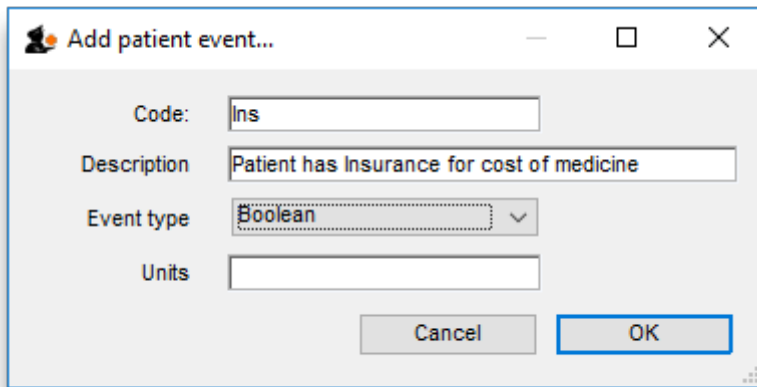 Add patient event...
Code: Ins
Description Patient has Insurance for cost of medicine
Event type Boolean
Units
Cancel OK